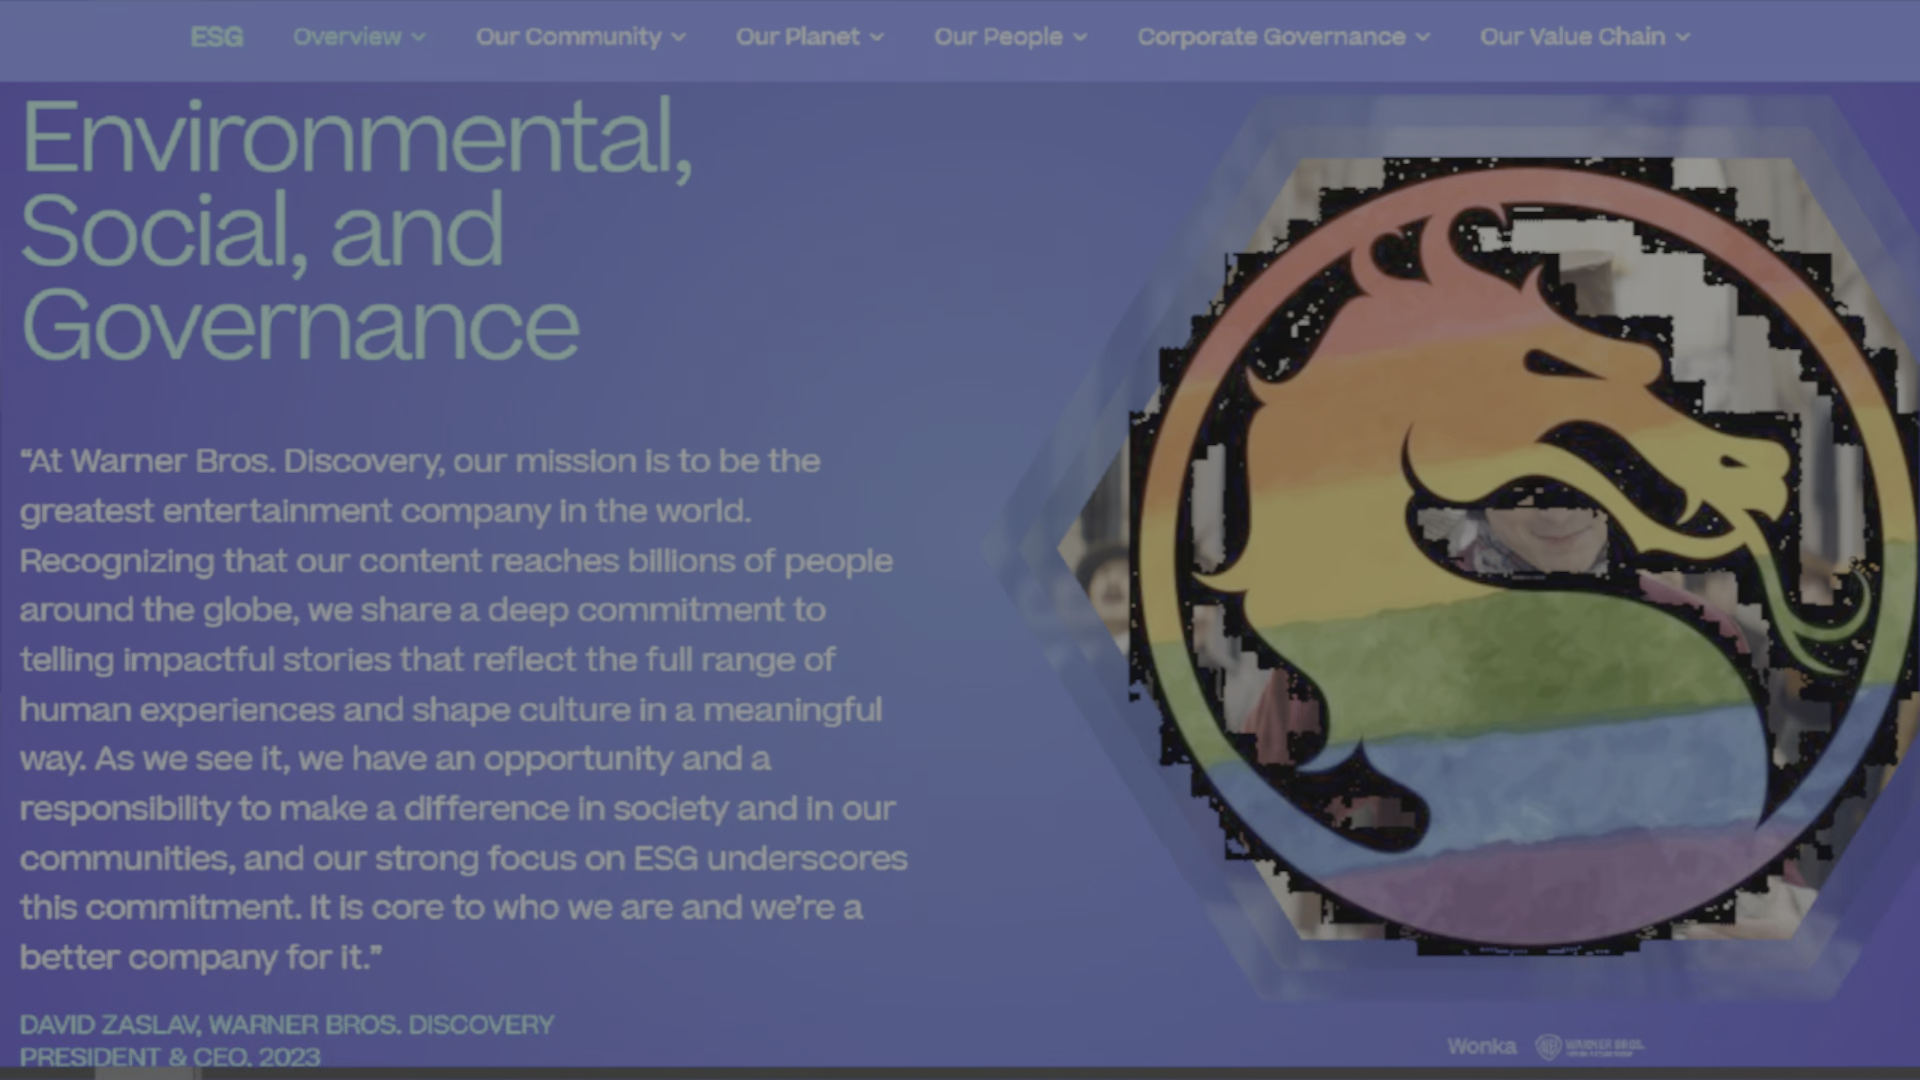 ESG Overview Our Community Our Planet Our People Corporate Governance Our Value Chain
Environmental,
Social, and
Governance
“At Warner Bros. Discovery, our mission is to be the
greatest entertainment company in the world.
Recognizing that our content reaches billions of people
around the globe, we share a deep commitment to
telling impactful stories that reflect the full range of
human experiences and shape culture in a meaningful
way. As we see it, we have an opportunity and a
responsibility to make a difference in society and in our
communities, and our strong focus on ESG underscores
this commitment. It is core to who we are and we’re a
better company for it.”
DAVID ZASLAV, WARNER BROS. DISCOVERY
PRESIDENT & CEO, 2023
Wonka WARNER BROS.